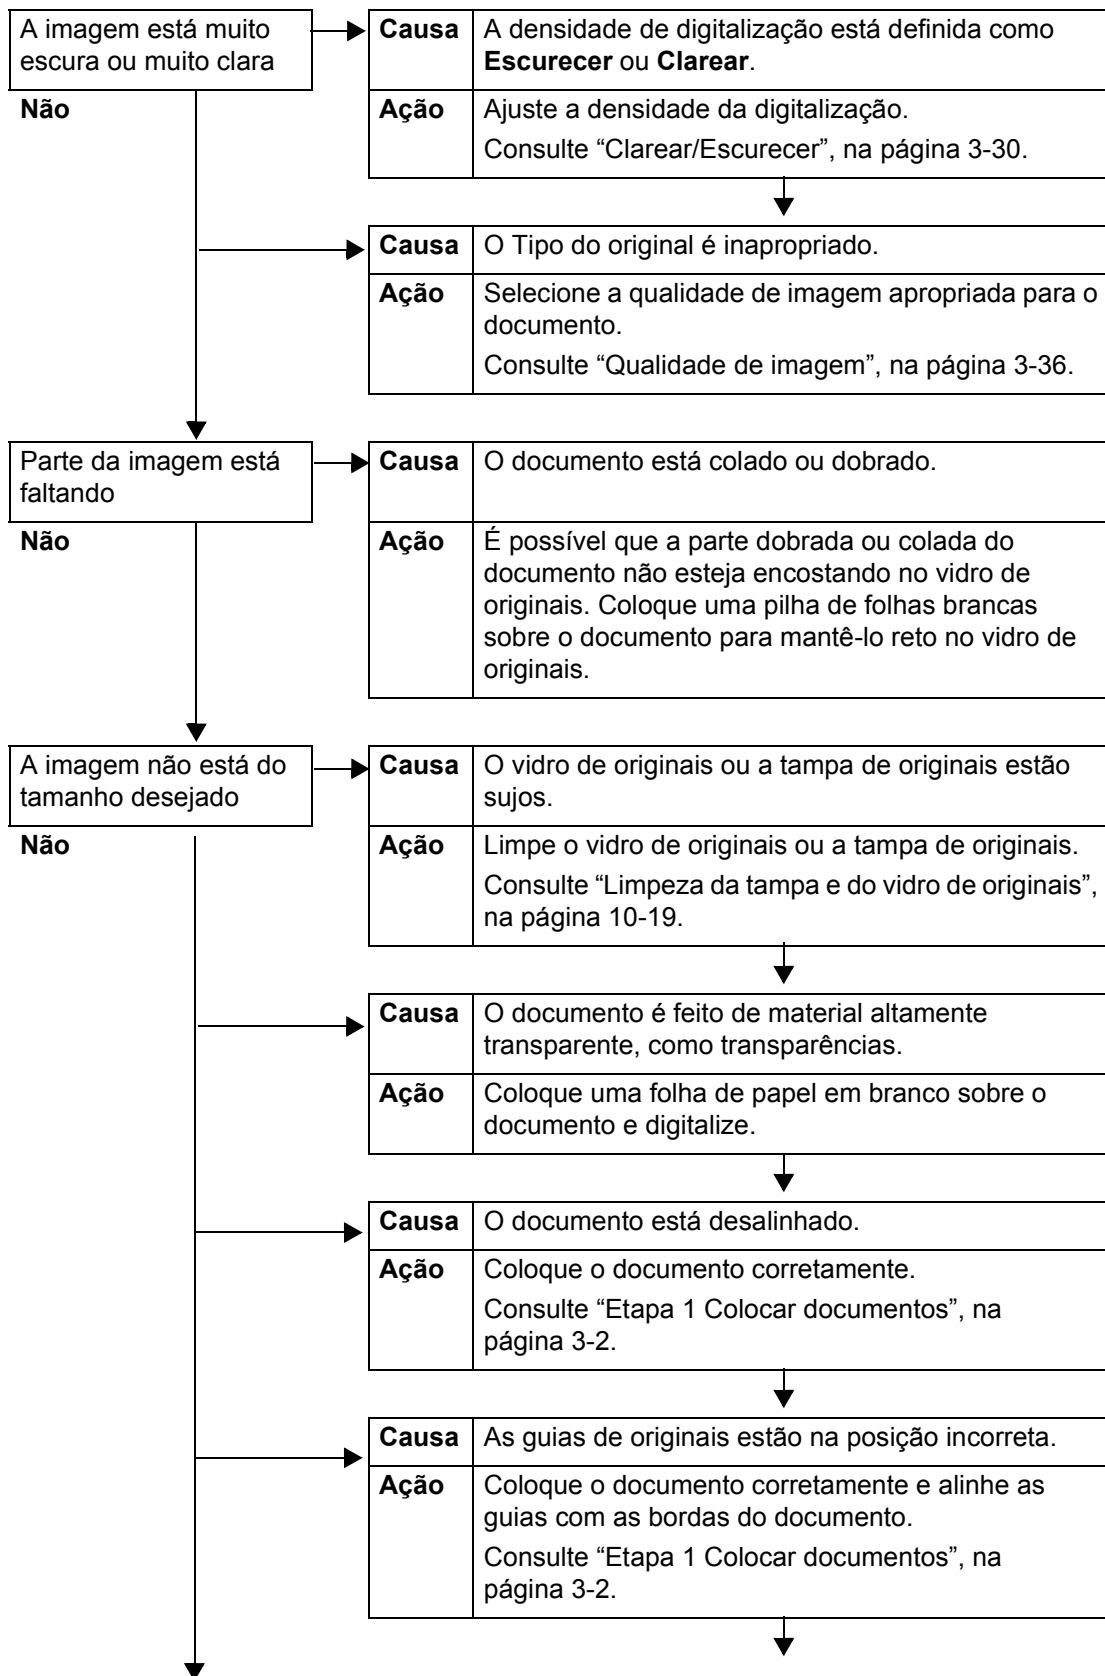 A imagem está muito
escura ou muito clara
Causa
A densidade de digitalização está definida como
Escurecer ou Clarear.
Não
Ação
Ajuste a densidade da digitalização.
Consulte “Clarear/Escurecer”, na página 3-30.
Causa
O Tipo do original é inapropriado.
Ação
Selecione a qualidade de imagem apropriada para o
documento.
Consulte “Qualidade de imagem”, na página 3-36.
Parte da imagem está
faltando
Causa
O documento está colado ou dobrado.
Não
Ação
É possível que a parte dobrada ou colada do
documento não esteja encostando no vidro de
originais. Coloque uma pilha de folhas brancas
sobre o documento para mantê-lo reto no vidro de
originais.
A imagem não está do
tamanho desejado
Causa
O vidro de originais ou a tampa de originais estão
sujos.
Não
Ação
Limpe o vidro de originais ou a tampa de originais.
Consulte “Limpeza da tampa e do vidro de originais”,
na página 10-19.
Causa
O documento é feito de material altamente
transparente, como transparências.
Ação
Coloque uma folha de papel em branco sobre o
documento e digitalize.
Causa
O documento está desalinhado.
Ação
Coloque o documento corretamente.
Consulte “Etapa 1 Colocar documentos”, na
página 3-2.
Causa
As guias de originais estão na posição incorreta.
Ação
Coloque o documento corretamente e alinhe as
guias com as bordas do documento.
Consulte “Etapa 1 Colocar documentos”, na
página 3-2.